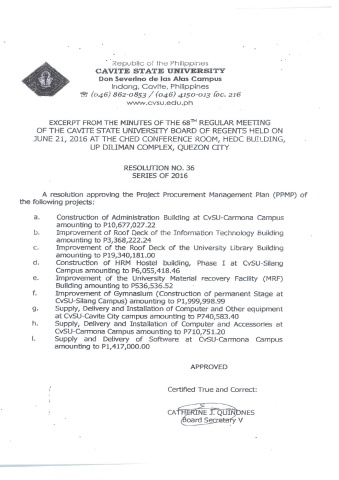 Republic of the Philippines
CAVITE STATE UNIVERSITY
Don Severino de las Alas Campus
Indang, Cavite, Philippines
☎ (046) 862-0853 / (046) 4150-013 loc. 216
www.cvsu.edu.ph
EXCERPT FROM THE MINUTES OF THE 68TH REGULAR MEETING
OF THE CAVITE STATE UNIVERSITY BOARD OF REGENTS HELD ON
JUNE 21, 2016 AT THE CHED CONFERENCE ROOM, HEDC BUILDING,
UP DILIMAN COMPLEX, QUEZON CITY
RESOLUTION NO. 36
SERIES OF 2016
A resolution approving the Project Procurement Management Plan (PPMP) of
the following projects:
a. Construction of Administration Building at CvSU-Carmona Campus
amounting to P10,677,027.22
b. Improvement of Roof Deck of the Information Technology Building
amounting to P3,368,222.24
c. Improvement of the Roof Deck of the University Library Building
amounting to P19,340,181.00
d. Construction of HRM Hostel building, Phase I at CvSU-Silang
Campus amounting to P6,055,418.46
e. Improvement of the University Material recovery Facility (MRF)
Building amounting to P536,536.52
f. Improvement of Gymnasium (Construction of permanent Stage at
CvSU-Silang Campus) amounting to P1,999,998.99
g. Supply, Delivery and Installation of Computer and Other equipment
at CvSU-Cavite City campus amounting to P740,583.40
h. Supply, Delivery and Installation of Computer and Accessories at
CvSU-Carmona Campus amounting to P710,751.20
I. Supply and Delivery of Software at CvSU-Carmona Campus
amounting to P1,417,000.00
APPROVED
Certified True and Correct:
CATHERINE J. QUIÑONES
Board Secretary V